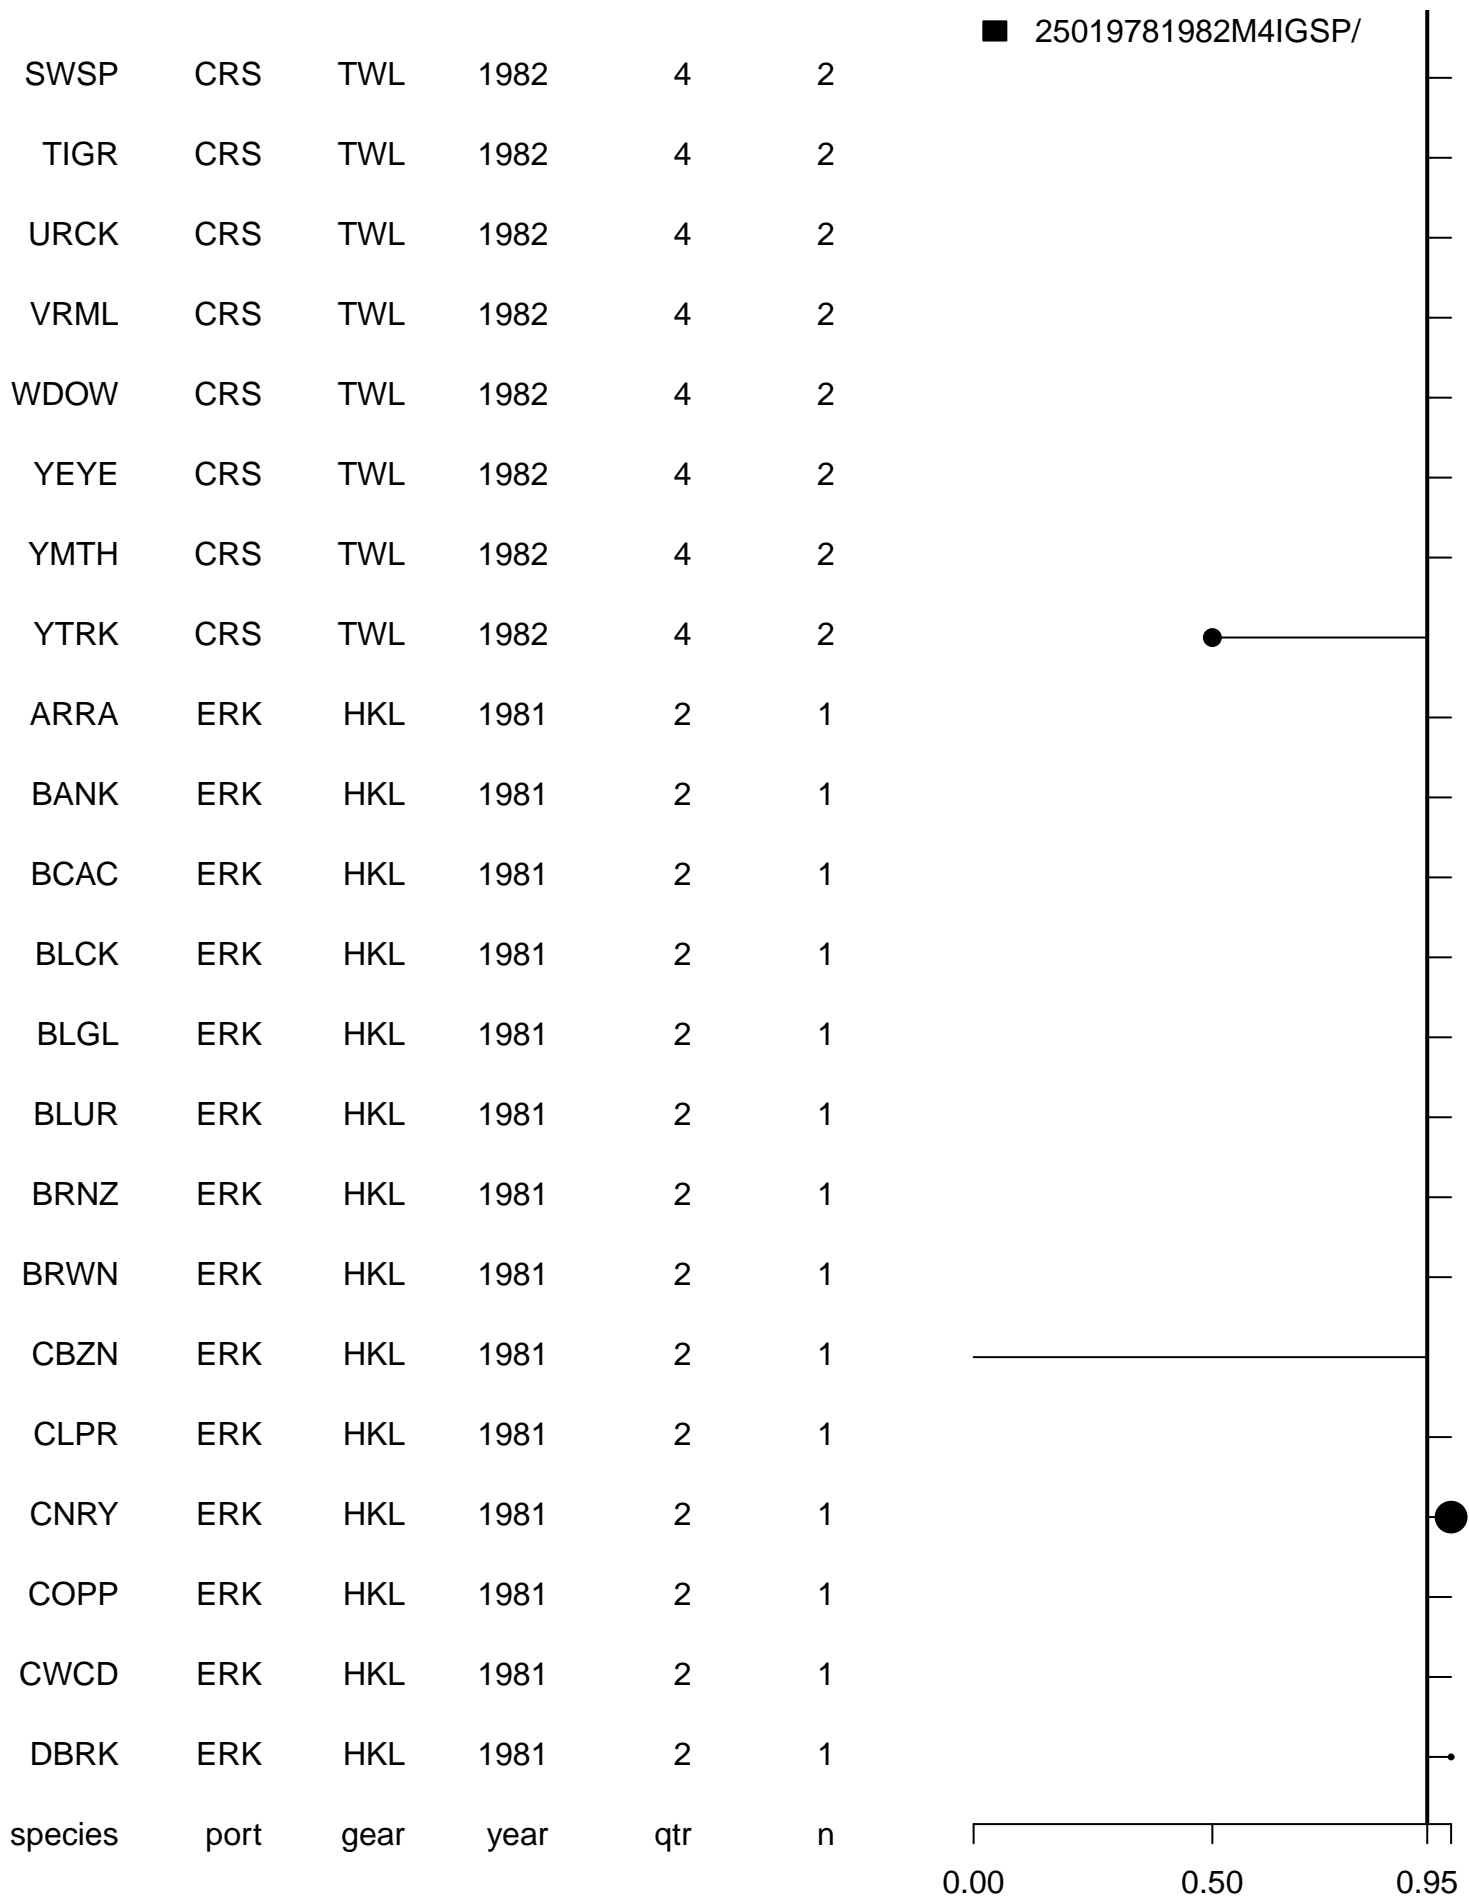 25019781982M4IGSP/
SWSP CRS TWL 1982 4 2
TIGR CRS TWL 1982 4 2
URCK CRS TWL 1982 4 2
VRML CRS TWL 1982 4 2
WDOW CRS TWL 1982 4 2
YEYE CRS TWL 1982 4 2
YMTH CRS TWL 1982 4 2
YTRK CRS TWL 1982 4 2
ARRA ERK HKL 1981 2 1
BANK ERK HKL 1981 2 1
BCAC ERK HKL 1981 2 1
BLCK ERK HKL 1981 2 1
BLGL ERK HKL 1981 2 1
BLUR ERK HKL 1981 2 1
BRNZ ERK HKL 1981 2 1
BRWN ERK HKL 1981 2 1
CBZN ERK HKL 1981 2 1
CLPR ERK HKL 1981 2 1
CNRY ERK HKL 1981 2 1
COPP ERK HKL 1981 2 1
CWCD ERK HKL 1981 2 1
DBRK ERK HKL 1981 2 1
species port gear year qtr n
0.00 0.50 0.95